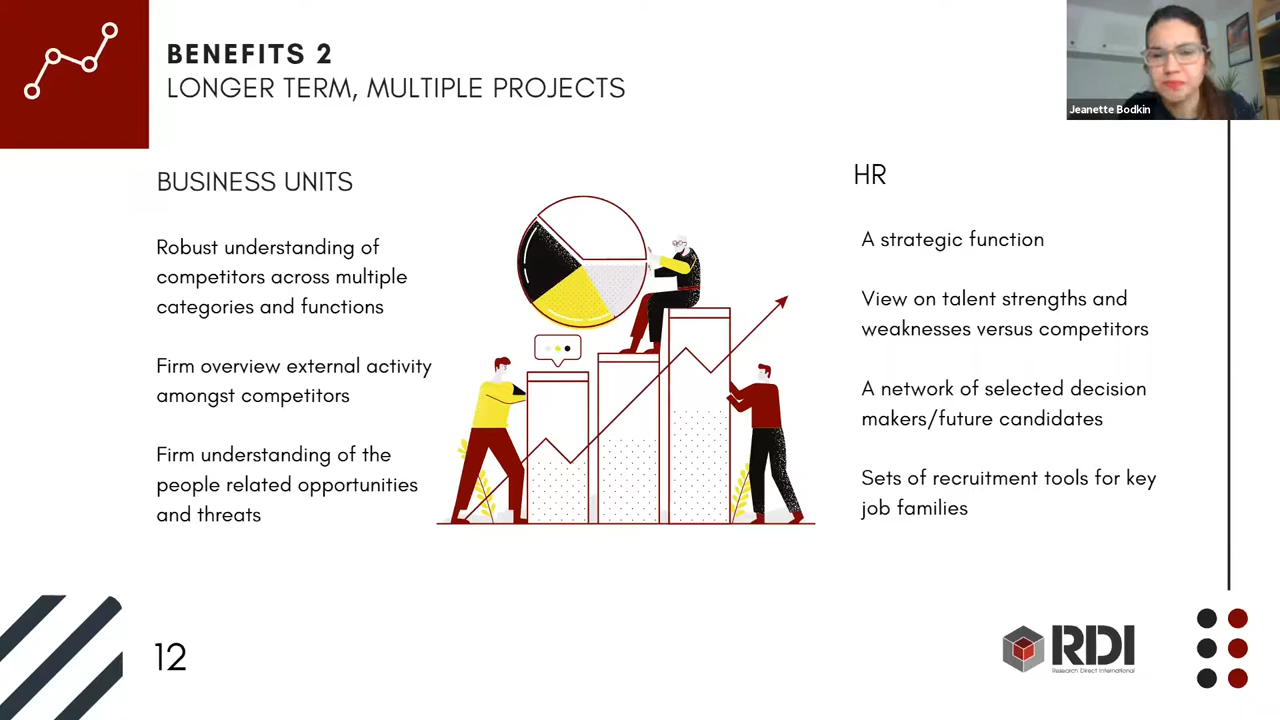 BENEFITS 2
LONGER TERM, MULTIPLE PROJECTS
Jeanette Bodkin
BUSINESS UNITS
Robust understanding of
competitors across multiple
categories and functions
Firm overview external activity
amongst competitors
Firm understanding of the
people related opportunities
and threats
HR
A strategic function
View on talent strengths and
weaknesses versus competitors
A network of selected decision
makers/future candidates
Sets of recruitment tools for key
job families
12
RDI
Research Direct International